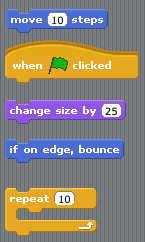 move 10 steps
when clicked
change size by 25
if on edge, bounce
repeat 10